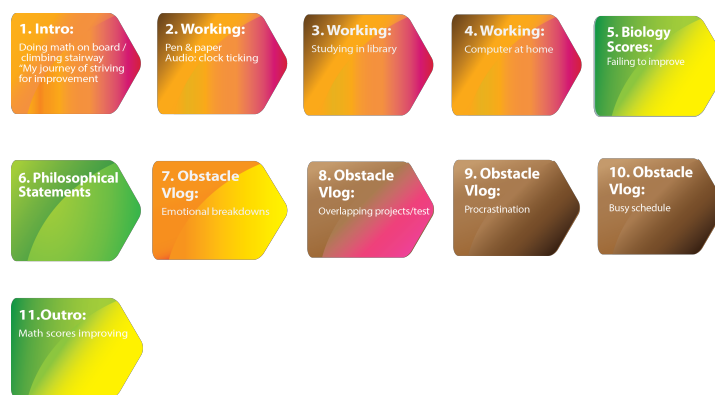 1. Intro:
Doing math on board /
climbing stairway
"My journey of striving
for improvement
2. Working:
Pen & paper
Audio: clock ticking
3. Working:
Studying in library
4. Working:
Computer at home
5. Biology
Scores:
Failing to improve
6. Philosophical
Statements
7. Obstacle
Vlog:
Emotional breakdowns
8. Obstacle
Vlog:
Overlapping projects/test
9. Obstacle
Vlog:
Procrastination
10. Obstacle
Vlog:
Busy schedule
11.Outro:
Math scores improving